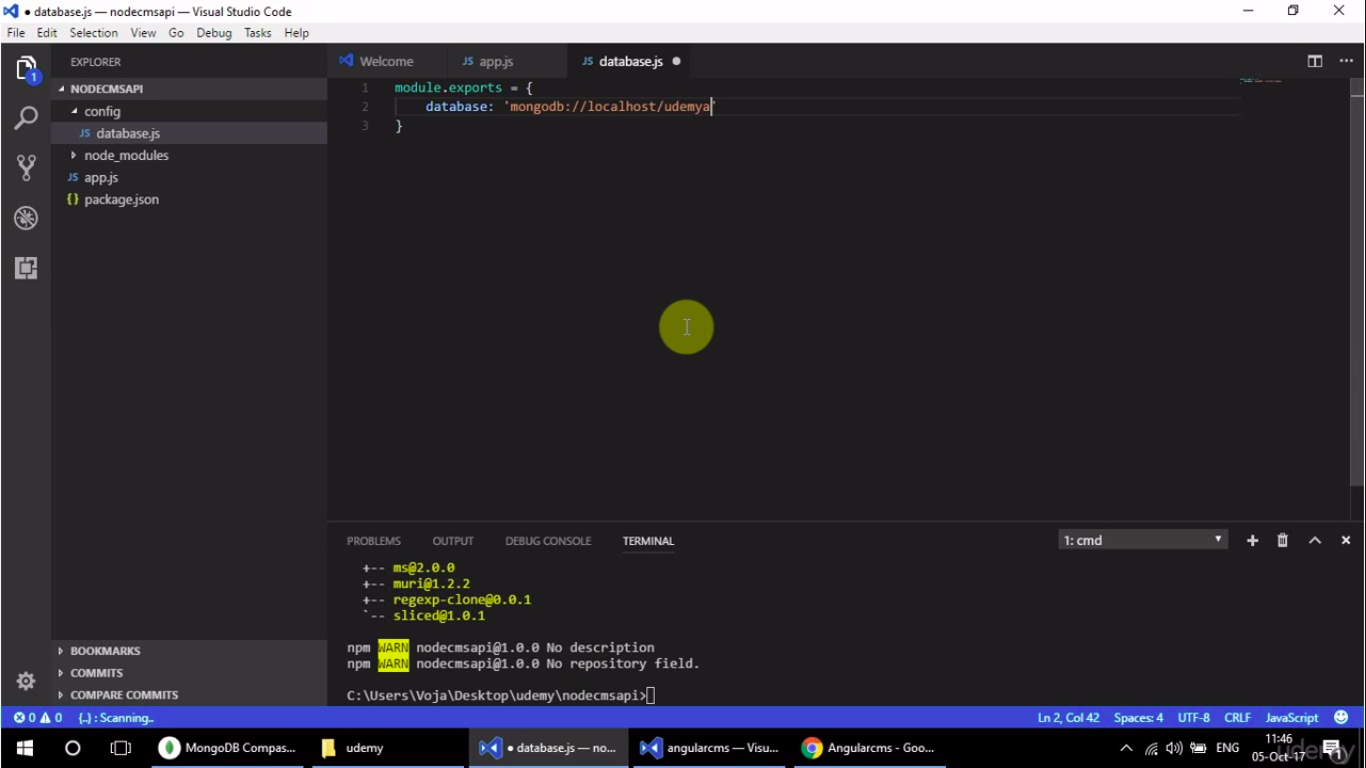 ● database.js — nodecmsapi — Visual Studio Code
File Edit Selection View Go Debug Tasks Help
EXPLORER
NODECMSAPI
config
JS database.js
node_modules
JS app.js
{} package.json
BOOKMARKS
COMMITS
COMPARE COMMITS
Welcome
JS app.js
JS database.js ●
1 module.exports = {
2 database: 'mongodb://localhost/udemya'
3 }
PROBLEMS OUTPUT DEBUG CONSOLE TERMINAL
1: cmd
+-- ms@2.0.0
+-- muri@1.2.2
+-- regexp-clone@0.0.1
`-- sliced@1.0.1
npm WARN nodecmsapi@1.0.0 No description
npm WARN nodecmsapi@1.0.0 No repository field.
C:\Users\Voja\Desktop\udemy\nodecmsapi>
1
0 0 {..} : Scanning..
Ln 2, Col 42 Spaces: 4 UTF-8 CRLF JavaScript
MongoDB Compas...
udemy
● database.js — no...
angularcms — Visu...
Angularcms - Goo...
ENG
11:46
05-Oct-17
1
udemy